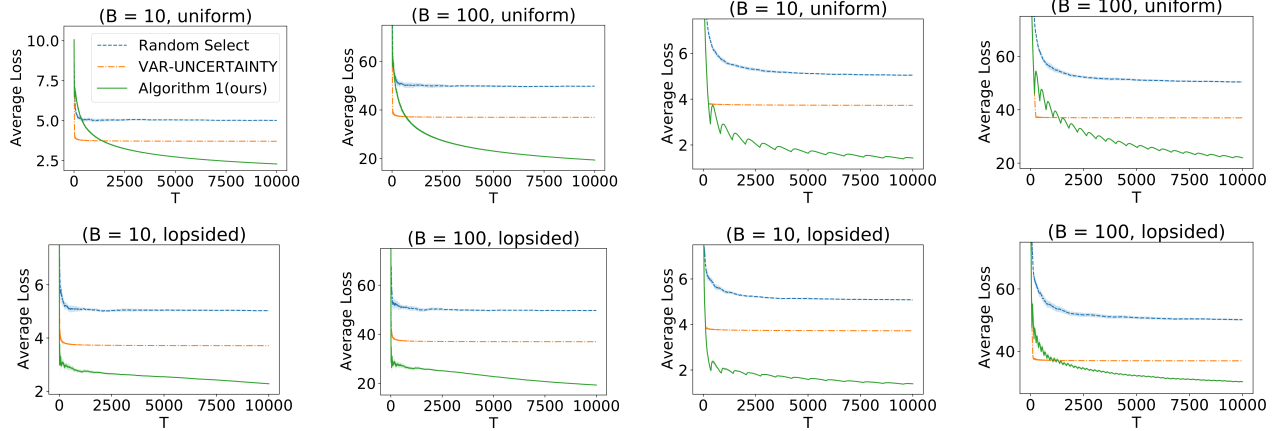 (B = 10, uniform)
Average Loss
10.0
7.5
5.0
2.5
Random Select
VAR-UNCERTAINTY
Algorithm 1(ours)
0 2500 5000 7500 10000
T
(B = 100, uniform)
Average Loss
60
40
20
0 2500 5000 7500 10000
T
(B = 10, uniform)
Average Loss
6
4
2
0 2500 5000 7500 10000
T
(B = 100, uniform)
Average Loss
60
40
20
0 2500 5000 7500 10000
T
(B = 10, lopsided)
Average Loss
6
4
2
0 2500 5000 7500 10000
T
(B = 100, lopsided)
Average Loss
60
40
20
0 2500 5000 7500 10000
T
(B = 10, lopsided)
Average Loss
6
4
2
0 2500 5000 7500 10000
T
(B = 100, lopsided)
Average Loss
60
40
0 2500 5000 7500 10000
T